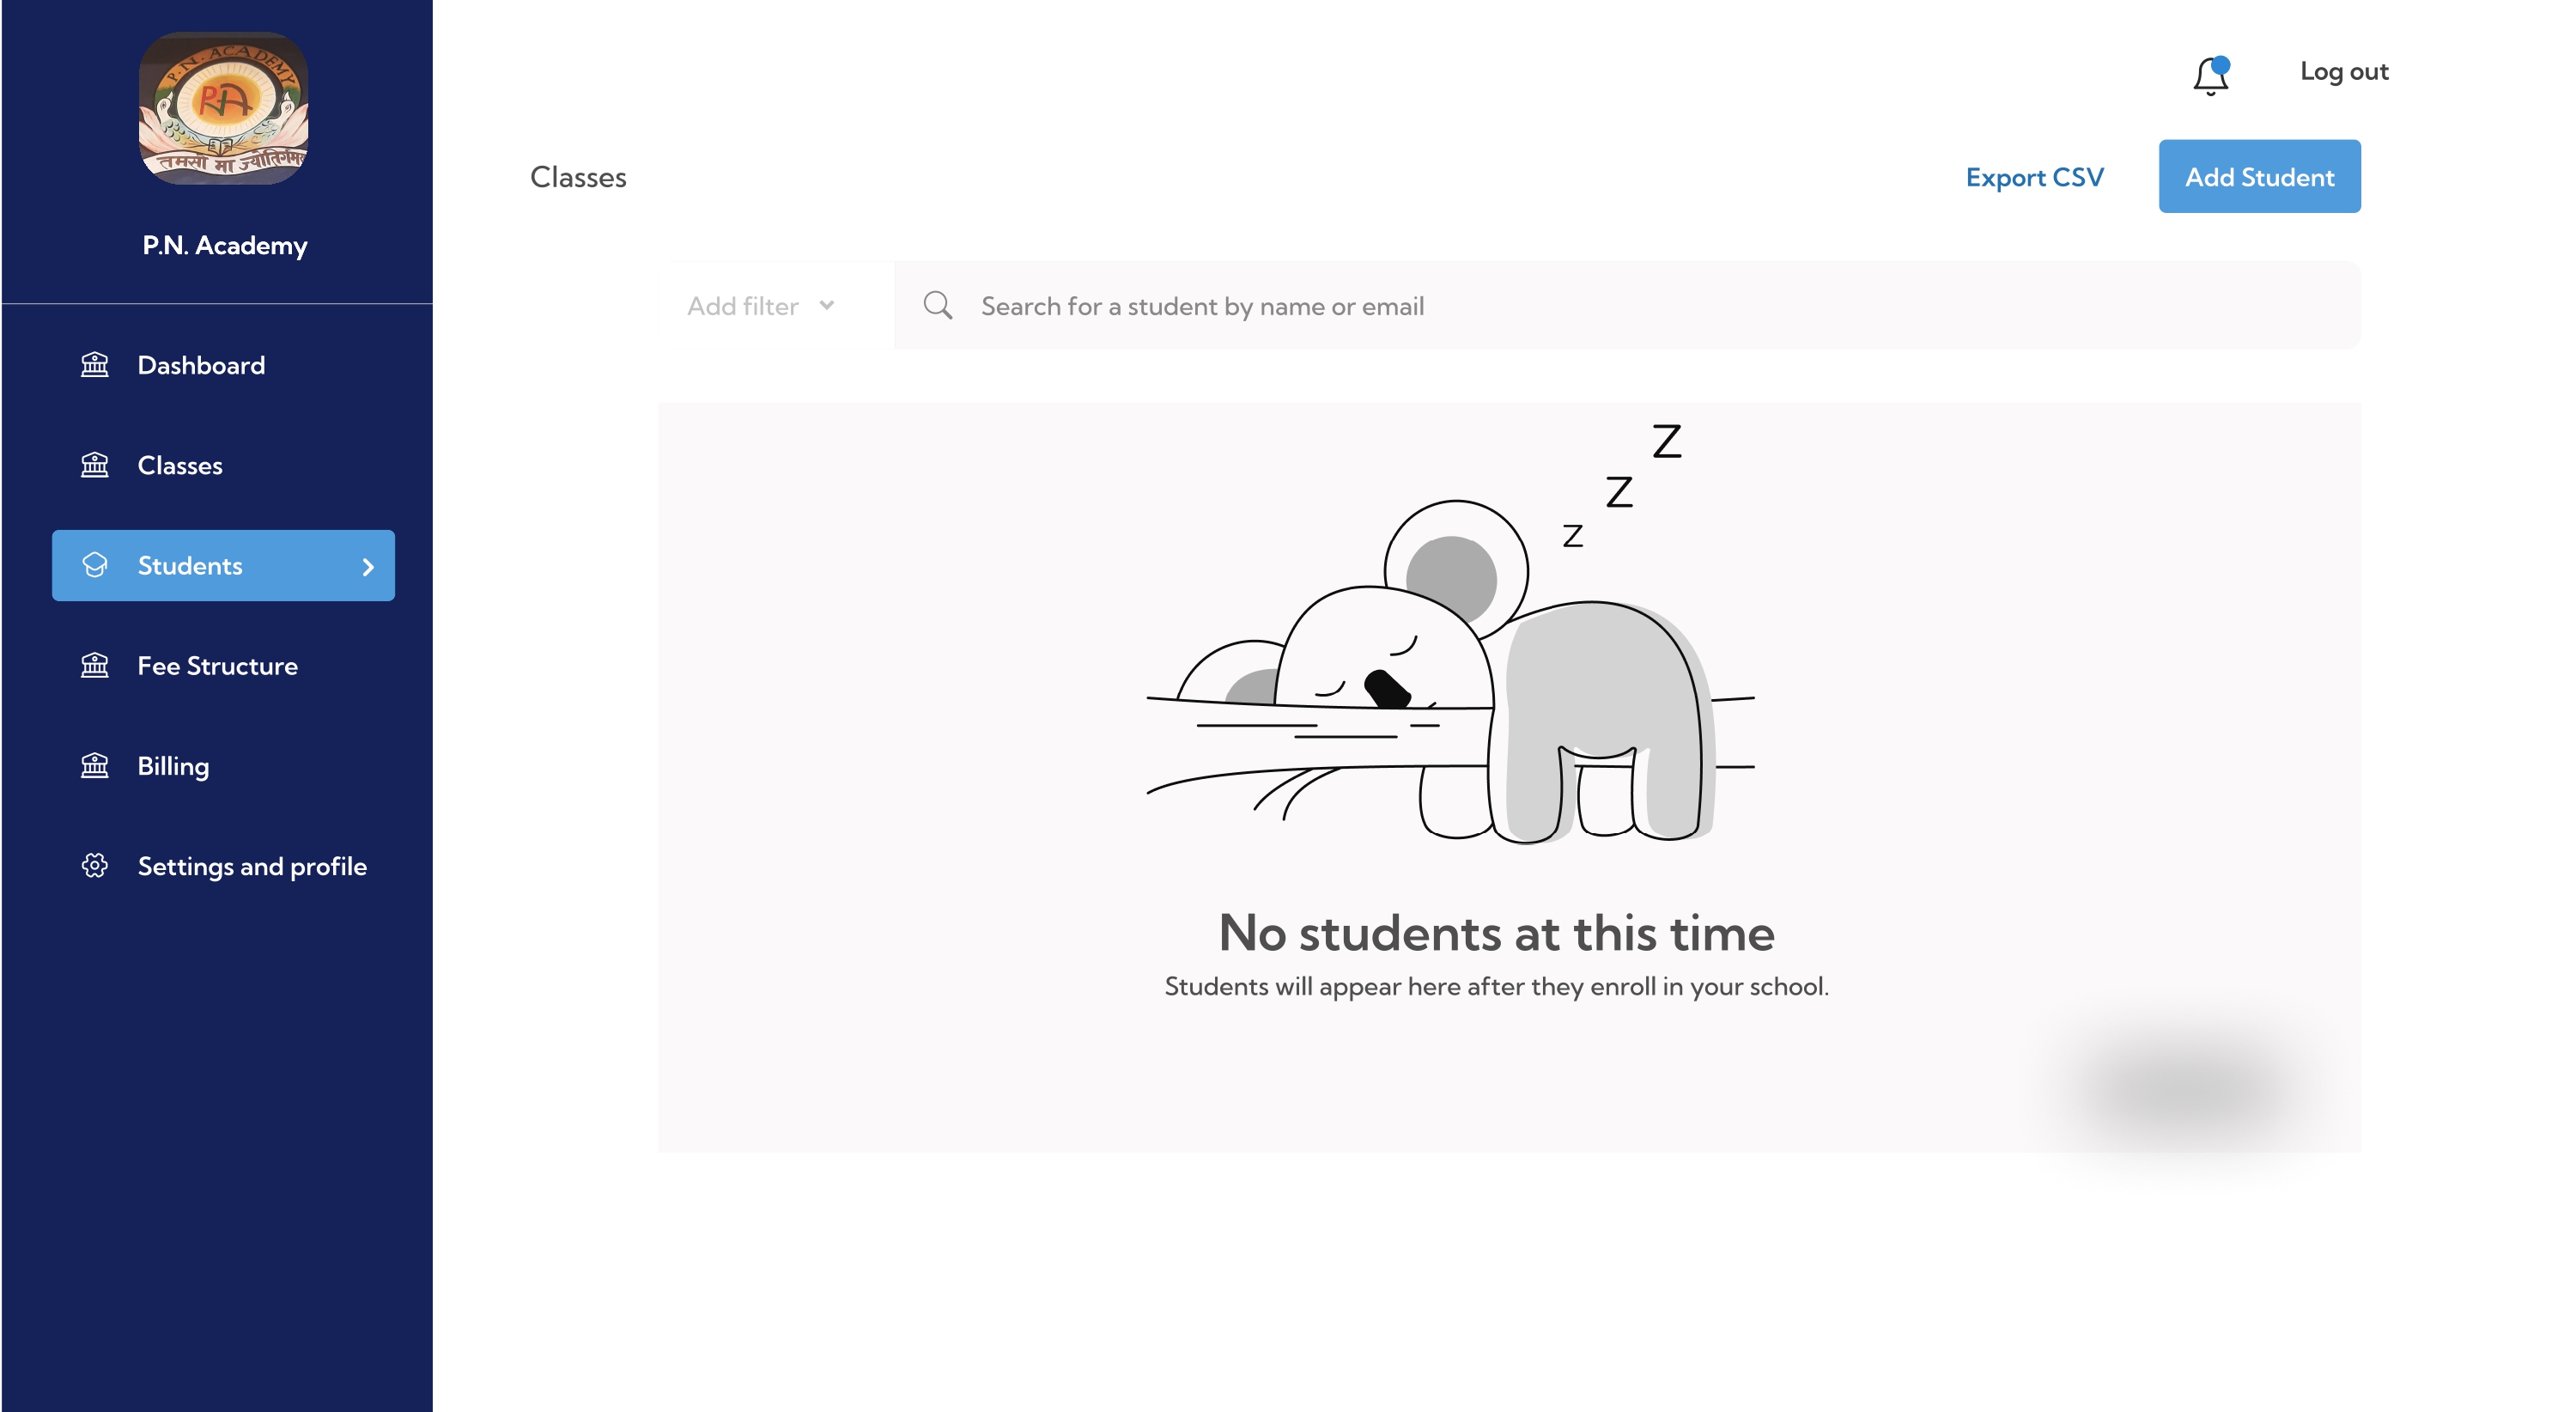 P.N. ACADEMY
PNA
तमसो मा ज्योतिर्गमय
P.N. Academy
Dashboard
Classes
Students
Fee Structure
Billing
Settings and profile
Log out
Classes
Export CSV
Add Student
Add filter
Search for a student by name or email
Z
Z
Z
No students at this time
Students will appear here after they enroll in your school.